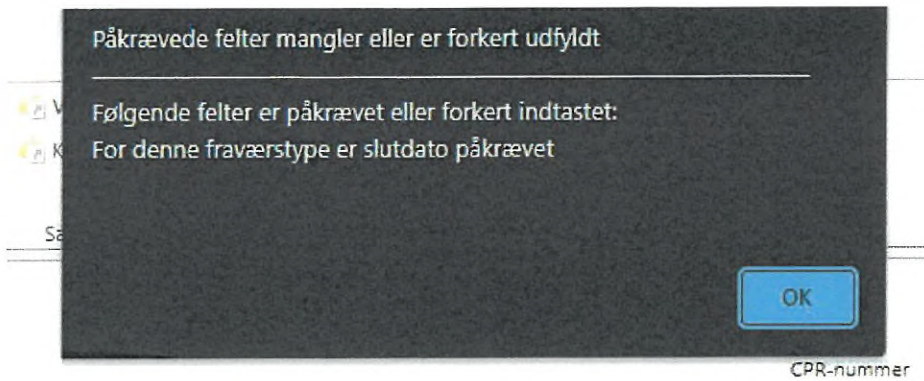 Påkrævede felter mangler eller er forkert udfyldt
Følgende felter er påkrævet eller forkert indtastet:
For denne fraværstype er slutdato påkrævet
V
K
Sa
OK
CPR-nummer